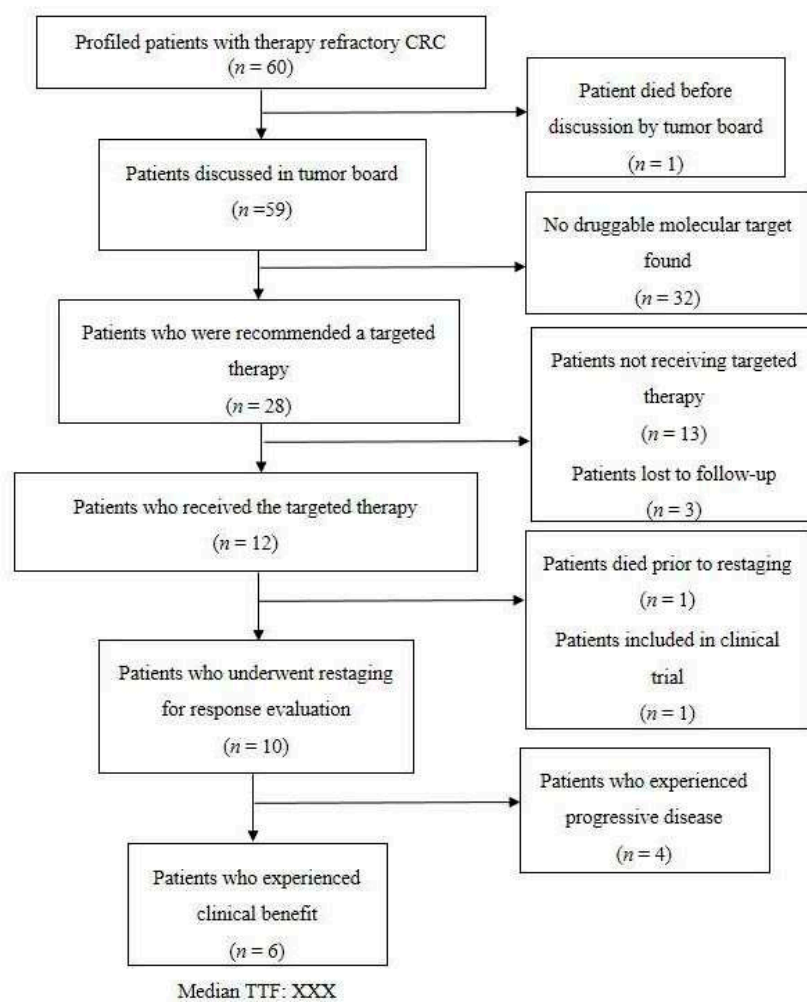 Profiled patients with therapy refractory CRC
(n = 60)
Patient died before
discussion by tumor board
(n = 1)
Patients discussed in tumor board
(n =59)
No druggable molecular target
found
(n = 32)
Patients who were recommended a targeted
therapy
(n = 28)
Patients not receiving targeted
therapy
(n = 13)
Patients lost to follow-up
(n = 3)
Patients who received the targeted therapy
(n = 12)
Patients died prior to restaging
(n = 1)
Patients included in clinical
trial
(n = 1)
Patients who underwent restaging
for response evaluation
(n = 10)
Patients who experienced
progressive disease
(n = 4)
Patients who experienced
clinical benefit
(n = 6)
Median TTF: XXX